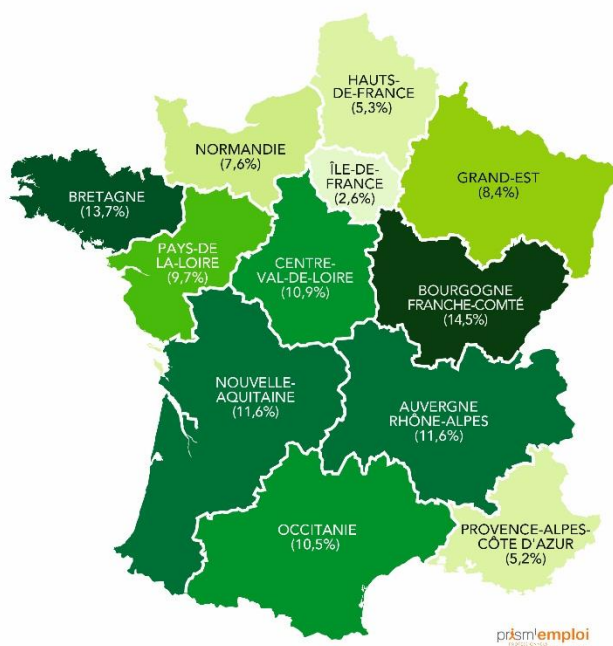 HAUTS-
DE-FRANCE
(5,3%)
NORMANDIE
(7,6%)
ÎLE-DE-
FRANCE
(2,6%)
GRAND-EST
(8,4%)
BRETAGNE
(13,7%)
PAYS-DE
LA-LOIRE
(9,7%)
CENTRE-
VAL-DE-LOIRE
(10,9%)
BOURGOGNE
FRANCHE-COMTÉ
(14,5%)
NOUVELLE-
AQUITAINE
(11,6%)
AUVERGNE
RHÔNE-ALPES
(11,6%)
OCCITANIE
(10,5%)
PROVENCE-ALPES-
CÔTE D'AZUR
(5,2%)
prism'emploi